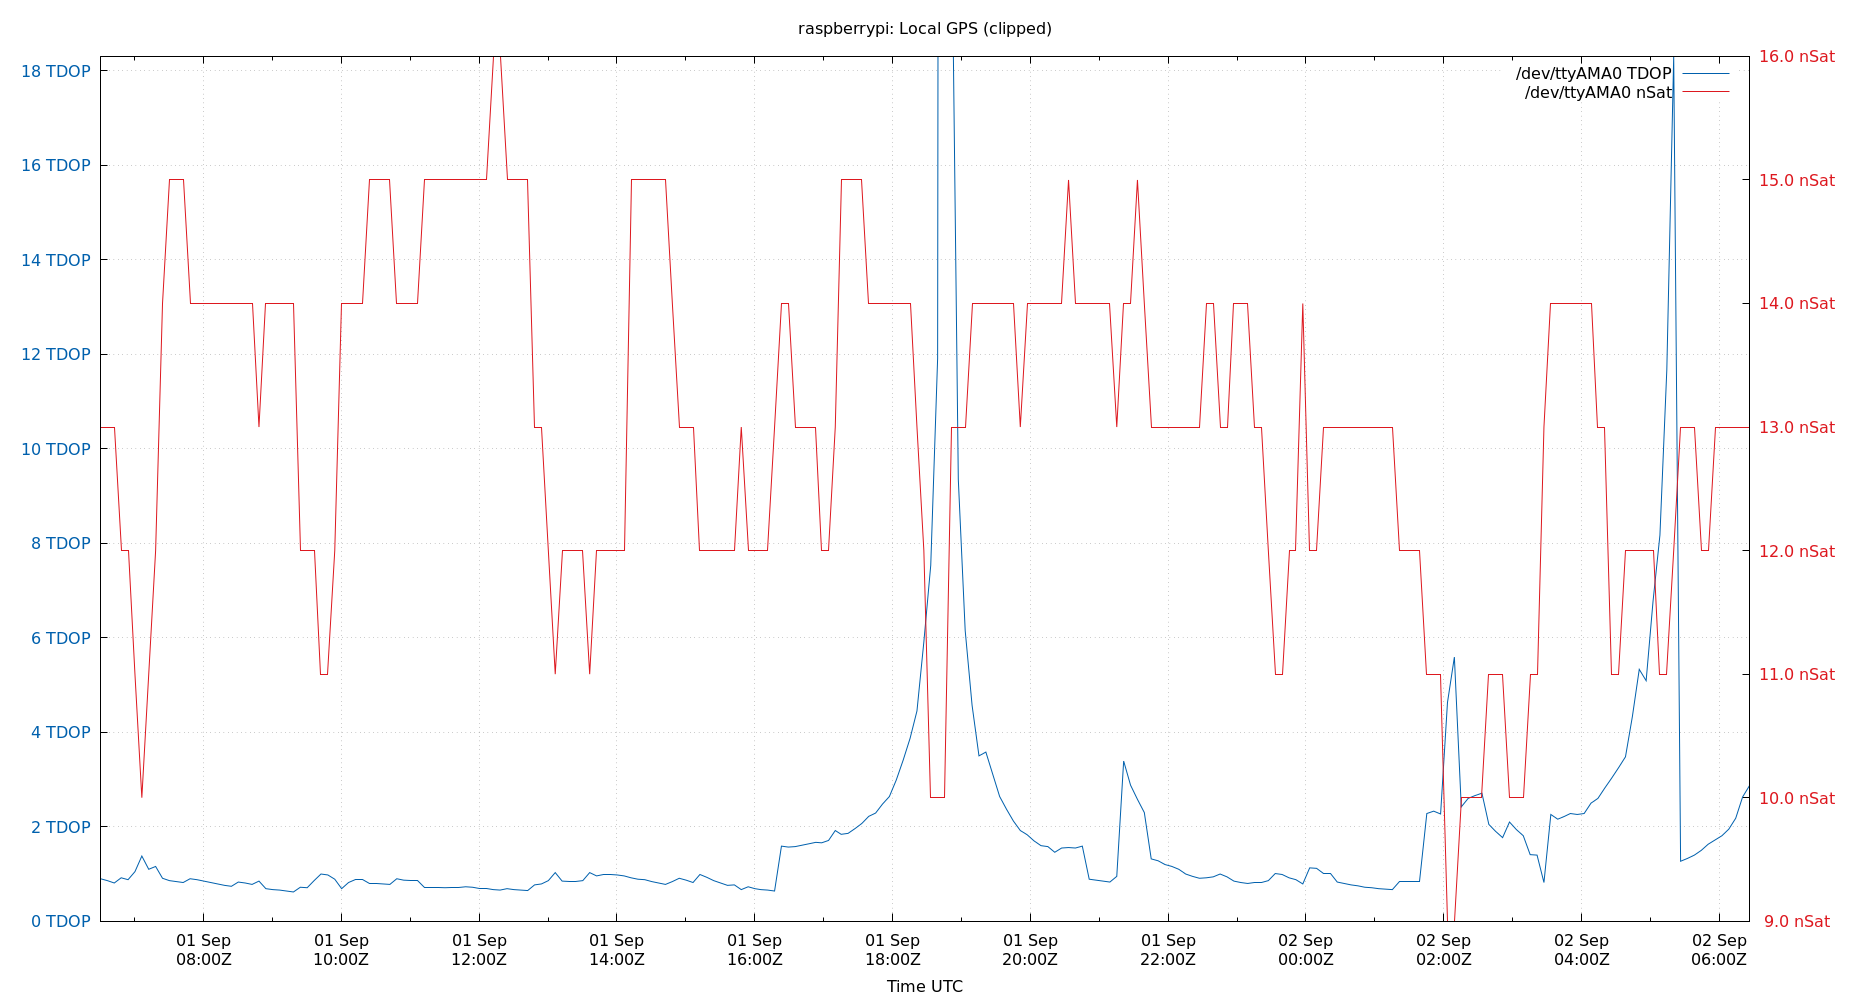 raspberrypi: Local GPS (clipped)
/dev/ttyAMA0 TDOP
/dev/ttyAMA0 nSat
18 TDOP
16 TDOP
14 TDOP
12 TDOP
10 TDOP
8 TDOP
6 TDOP
4 TDOP
2 TDOP
0 TDOP
16.0 nSat
15.0 nSat
14.0 nSat
13.0 nSat
12.0 nSat
11.0 nSat
10.0 nSat
9.0 nSat
01 Sep
08:00Z
01 Sep
10:00Z
01 Sep
12:00Z
01 Sep
14:00Z
01 Sep
16:00Z
01 Sep
18:00Z
01 Sep
20:00Z
01 Sep
22:00Z
02 Sep
00:00Z
02 Sep
02:00Z
02 Sep
04:00Z
02 Sep
06:00Z
Time UTC